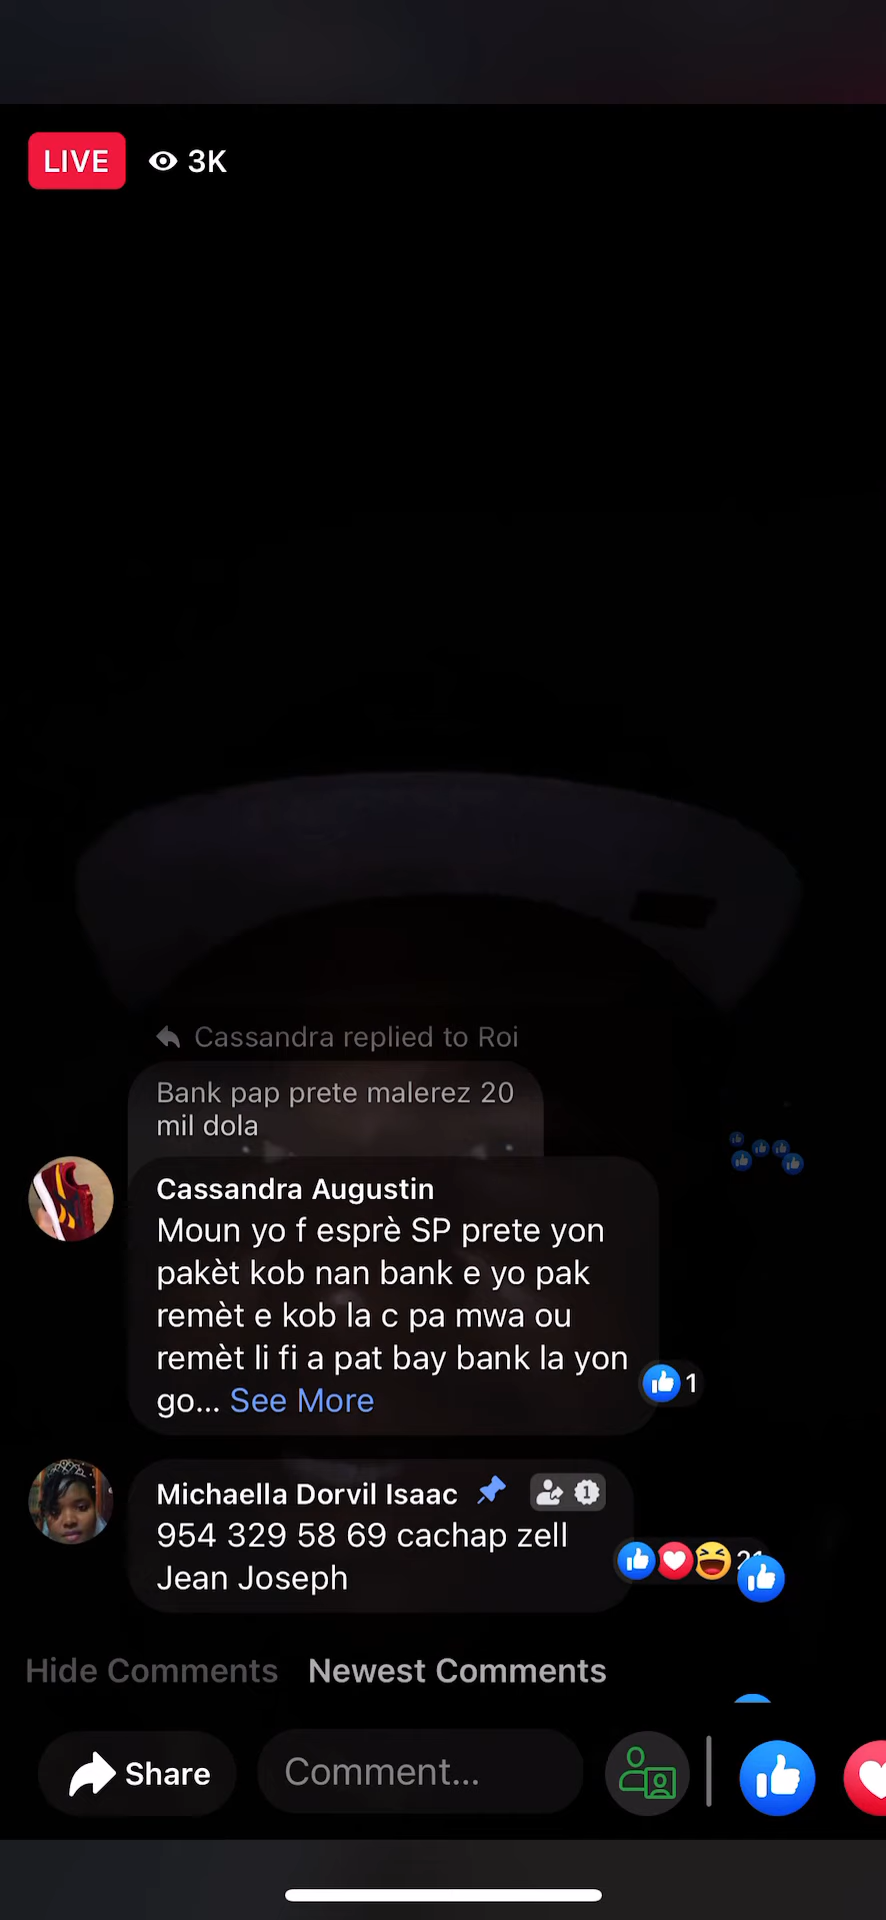 LIVE 3K
Cassandra replied to Roi
Bank pap prete malerez 20
mil dola
Cassandra Augustin
Moun yo f esprè SP prete yon
pakèt kob nan bank e yo pak
remèt e kob la c pa mwa ou
remèt li fi a pat bay bank la yon
go... See More
1
Michaella Dorvil Isaac
954 329 58 69 cachap zell
Jean Joseph
Hide Comments Newest Comments
Share Comment...